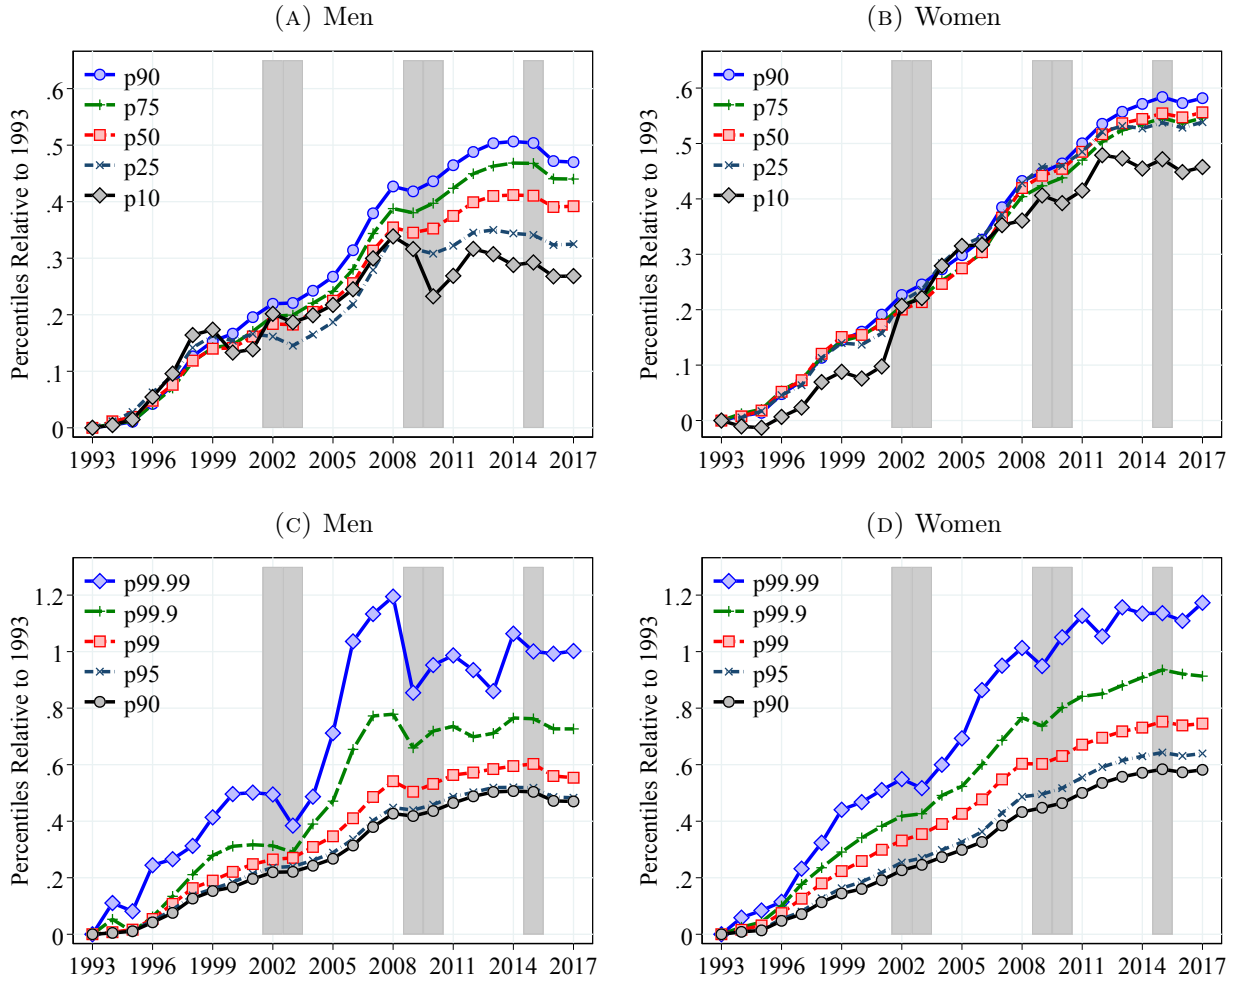 (A) Men
Percentiles Relative to 1993
.6
.5
.4
.3
.2
.1
0
p90
p75
p50
p25
p10
1993 1996 1999 2002 2005 2008 2011 2014 2017
(B) Women
Percentiles Relative to 1993
.6
.5
.4
.3
.2
.1
0
p90
p75
p50
p25
p10
1993 1996 1999 2002 2005 2008 2011 2014 2017
(C) Men
Percentiles Relative to 1993
1.2
1
.8
.6
.4
.2
0
p99.99
p99.9
p99
p95
p90
1993 1996 1999 2002 2005 2008 2011 2014 2017
(D) Women
Percentiles Relative to 1993
1.2
1
.8
.6
.4
.2
0
p99.99
p99.9
p99
p95
p90
1993 1996 1999 2002 2005 2008 2011 2014 2017